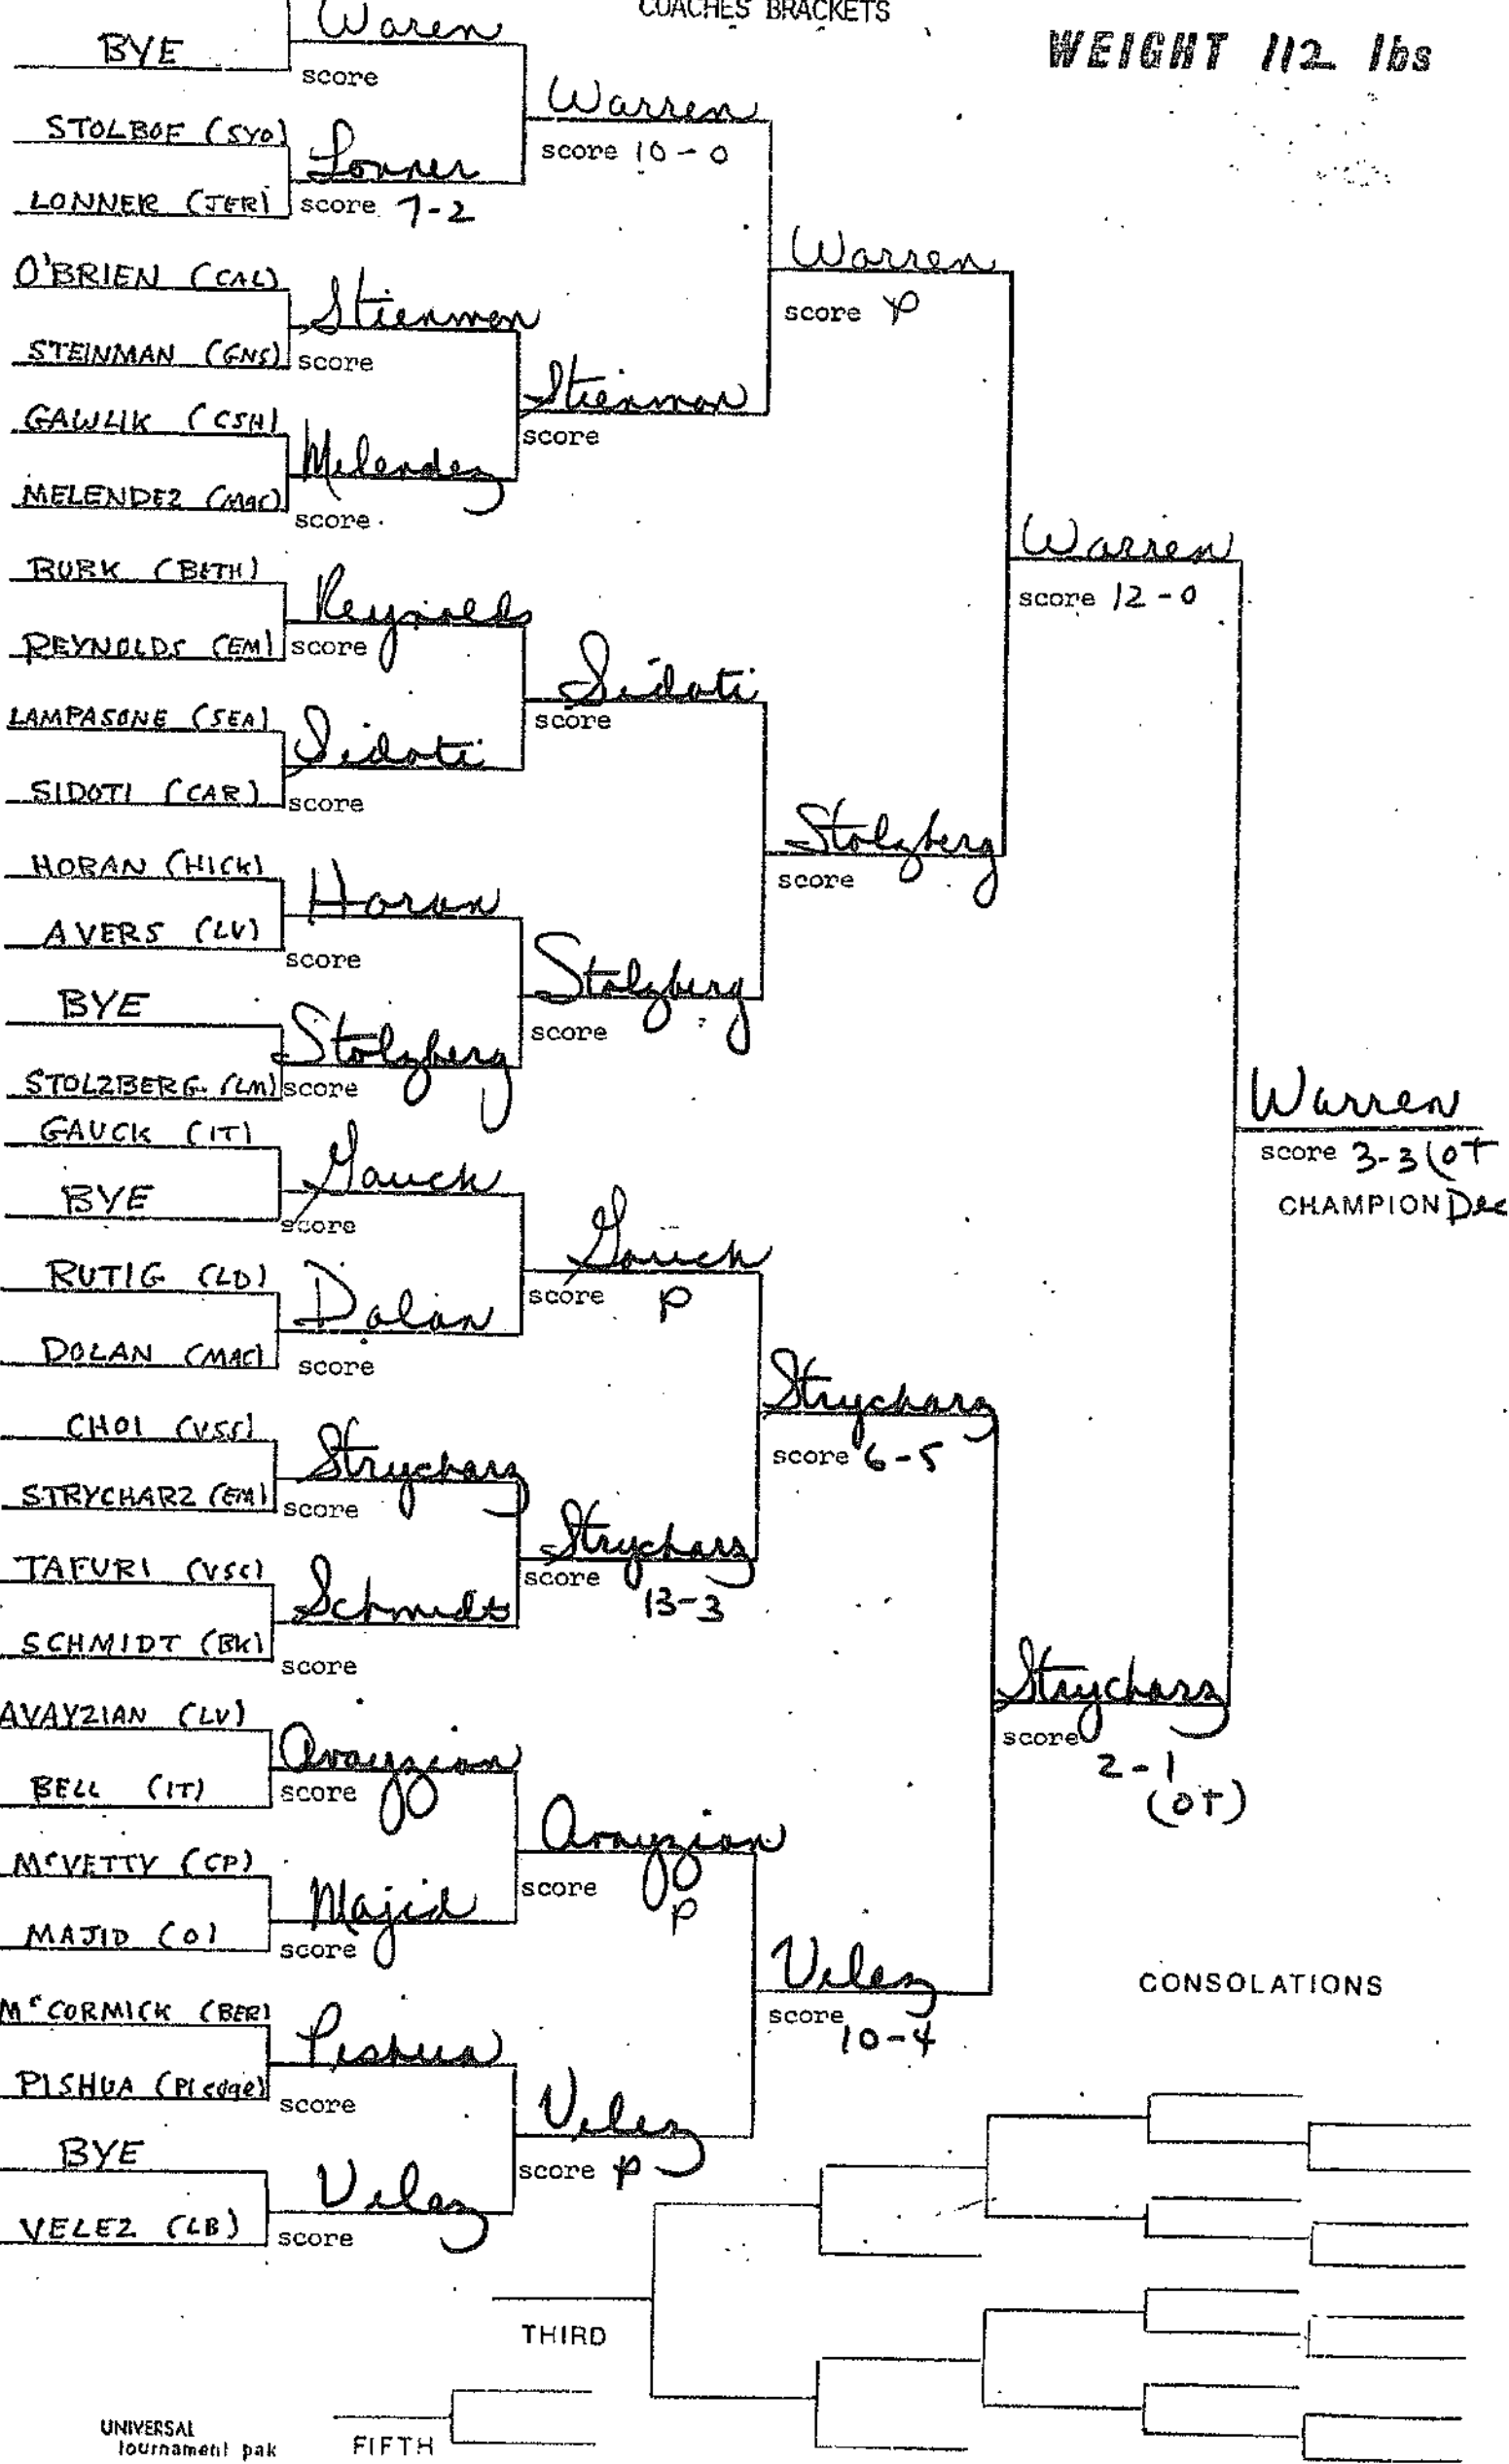 COACHES BRACKETS
WEIGHT 112 lbs
BYE
Waren
score
STOLBOF (SYO)
LONNER (JER)
Lonner
score 7-2
Warren
score 10-0
O'BRIEN (CAL)
STEINMAN (GNS)
Stienman
score
GAWLIK (CSH)
MELENDEZ (MAC)
Melendez
score
Stienman
score
Warren
score P
BURK (BETH)
REYNOLDS (EM)
Reynolds
score
LAMPASONE (SEA)
SIDOTI (CAR)
Sidoti
score
Sidoti
score
HORAN (HICK)
AVERS (LV)
Horan
score
BYE
STOLZBERG (LM)
Stolzberg
score
Stolzberg
score
Stolzberg
score
Warren
score 12-0
GAUCK (IT)
BYE
Gauck
score
RUTIG (LD)
DOLAN (MAC)
Dolan
score
Gauck
score P
CHOI (VSC)
STRYCHARZ (EM)
Strycharz
score
TAFURI (VSC)
SCHMIDT (BK)
Schmidt
score
Strycharz
score 13-3
Strycharz
score 6-5
AVAYZIAN (LV)
BELL (IT)
Avayzian
score
McVETTY (CP)
MAJID (O)
Majid
score
Avayzian
score P
McCORMICK (BER)
PISHUA (Pledge)
Pishua
score
BYE
VELEZ (LB)
Velez
score
Velez
score P
Velez
score 10-4
Strycharz
score 2-1
(OT)
Warren
score 3-3 (OT
CHAMPION Dec
CONSOLATIONS
THIRD
FIFTH
UNIVERSAL
tournament pak